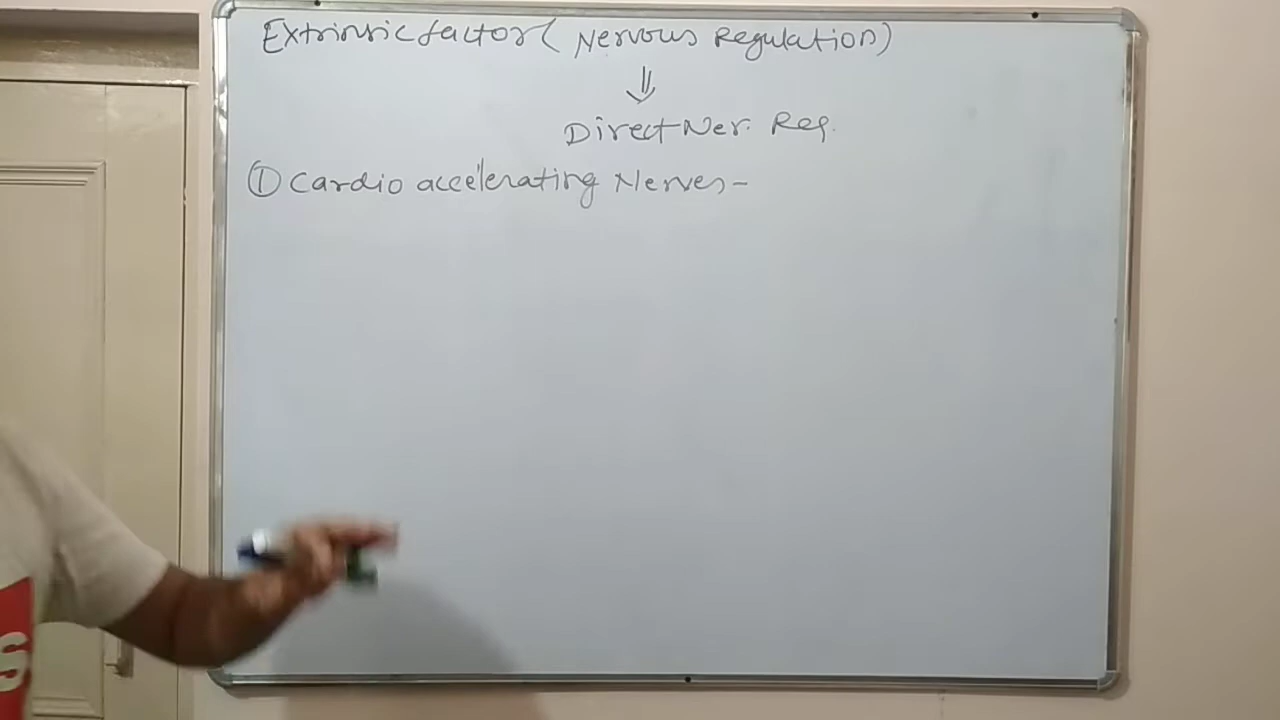 Extrinsic factor ( Nervous Regulation)
⇓
Direct Ner. Reg.
① Cardio accelerating Nerves -
S